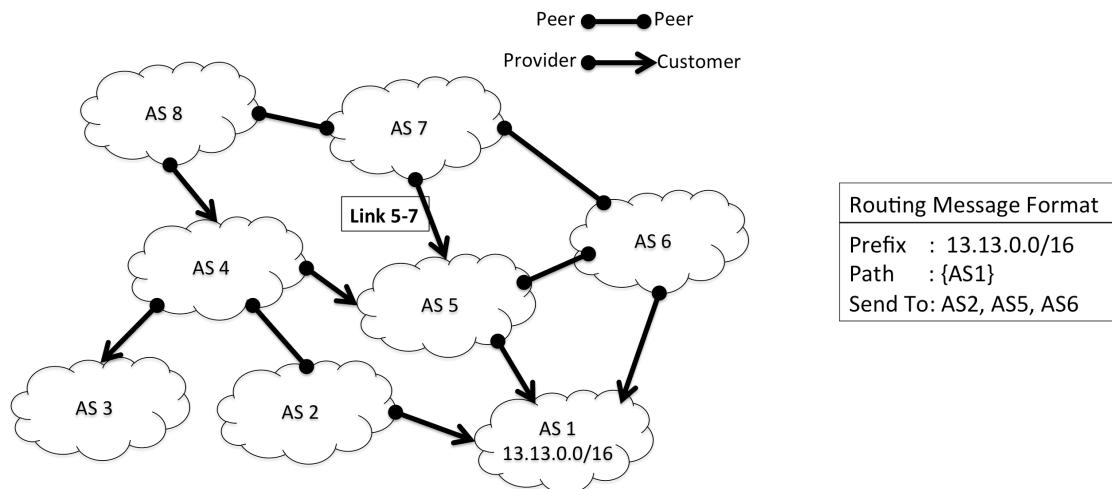 Peer Peer
Provider Customer
AS 8
AS 7
Link 5-7
AS 6
AS 4
AS 5
AS 3
AS 2
AS 1
13.13.0.0/16
Routing Message Format
Prefix : 13.13.0.0/16
Path : {AS1}
Send To: AS2, AS5, AS6